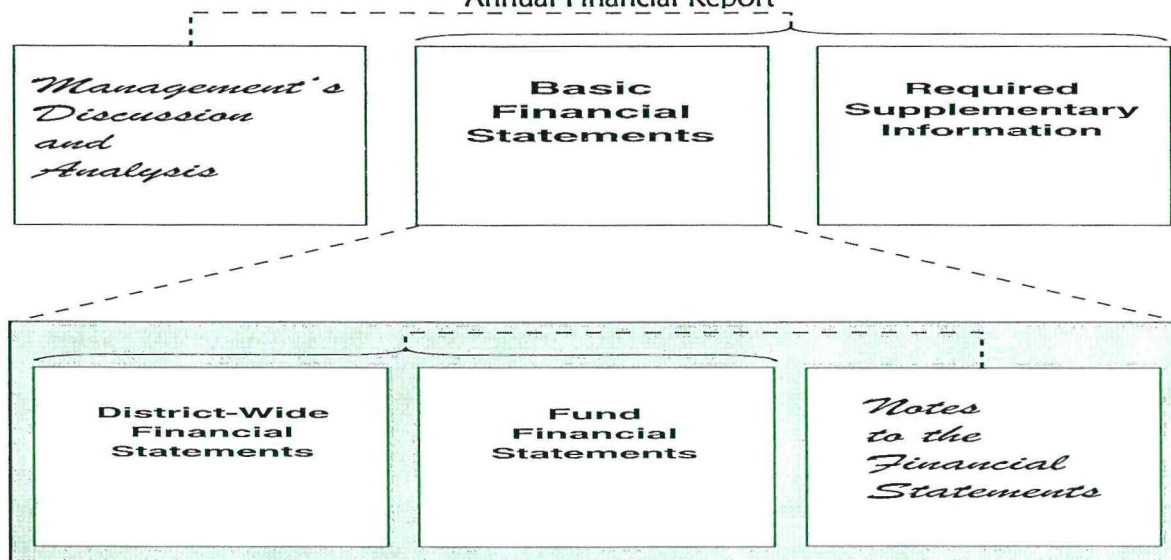 Annual Financial Report
Management's
Discussion
and
Analysis
Basic
Financial
Statements
Required
Supplementary
Information
District-Wide
Financial
Statements
Fund
Financial
Statements
Notes
to the
Financial
Statements